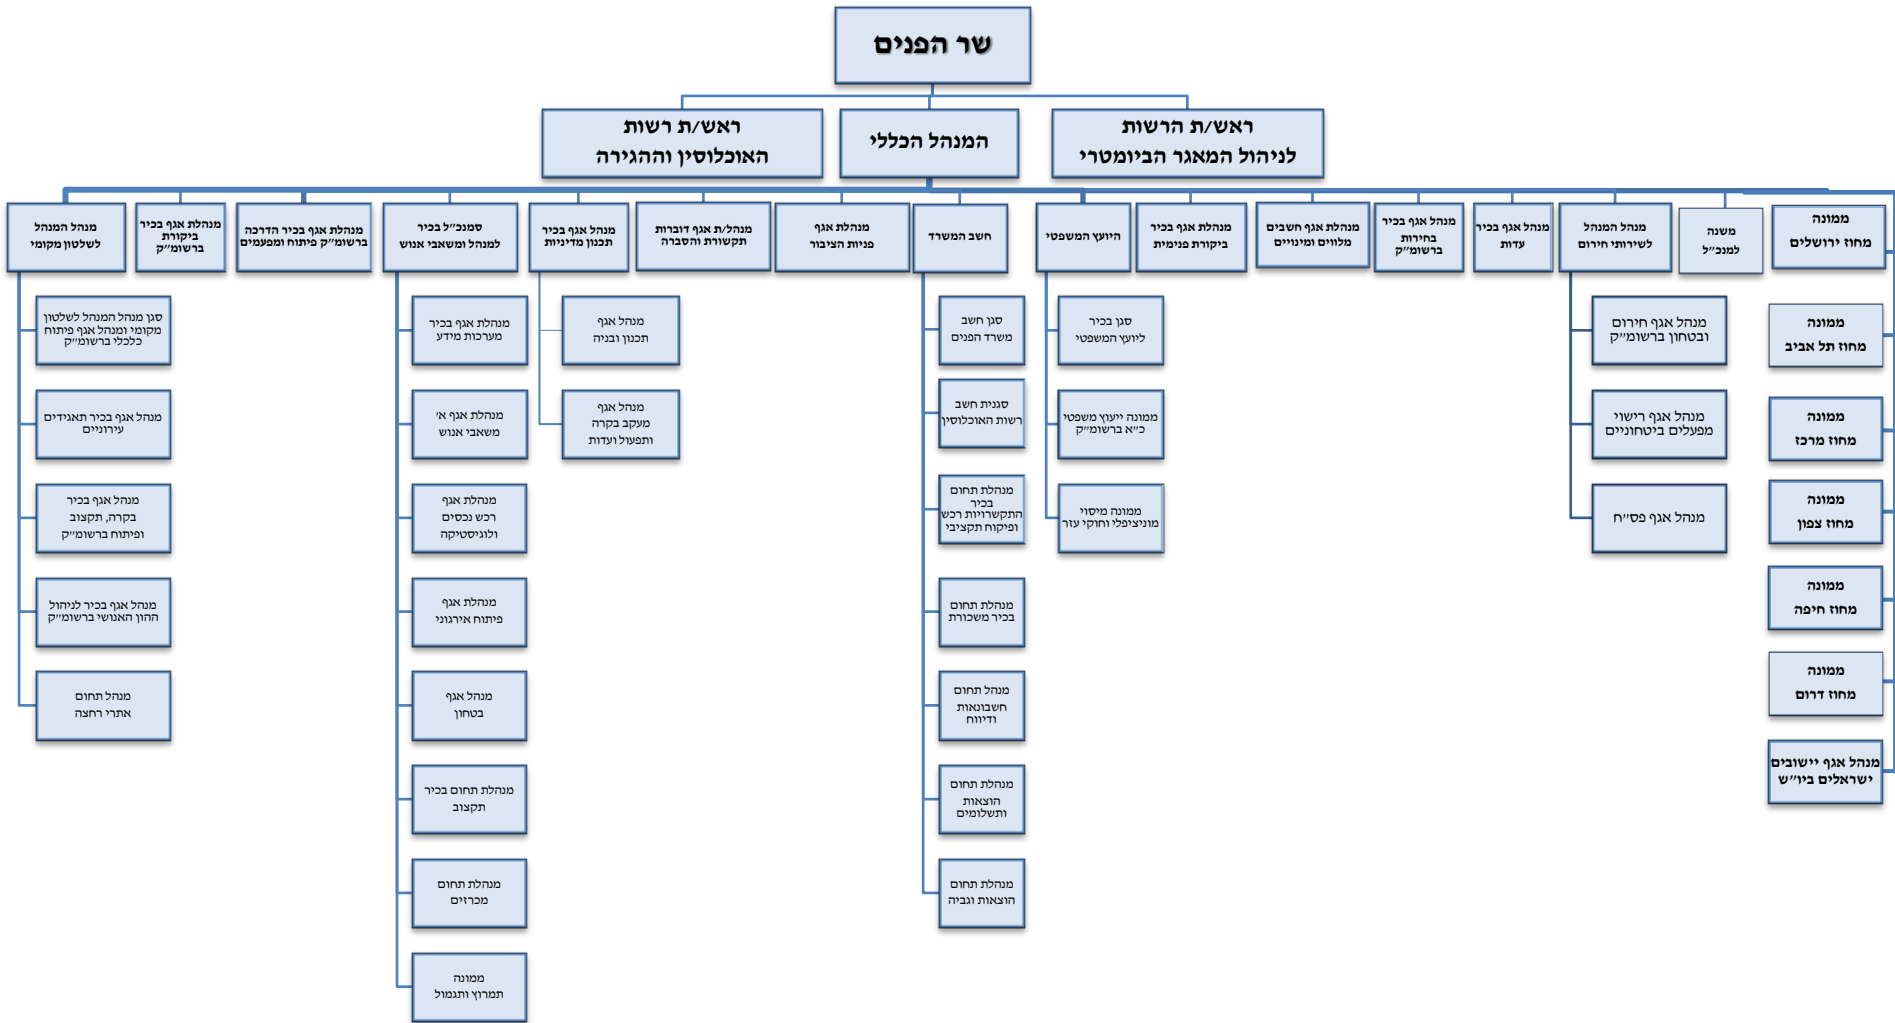 שר הפנים
ראש/ת הרשות
לניהול המאגר הביומטרי
המנהל הכללי
ראש/ת רשות
האוכלוסין וההגירה
ממונה
מחוז ירושלים
משנה
למנכ״ל
מנהל המנהל
לשירותי חירום
מנהל אגף בכיר
עדות
מנהל אגף בכיר
בחירות
ברשומ״ק
מנהלת אגף חשבים
מלווים ומינויים
מנהלת אגף בכיר
ביקורת פנימית
היועץ המשפטי
חשב המשרד
מנהלת אגף
פניות הציבור
מנהל/ת אגף דוברות
תקשורת והסברה
מנהל אגף בכיר
תכנון מדיניות
סמנכ״ל בכיר
למנהל ומשאבי אנוש
מנהלת אגף בכיר הדרכה
ברשומ״ק פיתוח ומפעמים
מנהלת אגף בכיר
ביקורת
ברשומ״ק
מנהל המנהל
לשלטון מקומי
ממונה
מחוז תל אביב
ממונה
מחוז מרכז
ממונה
מחוז צפון
ממונה
מחוז חיפה
ממונה
מחוז דרום
מנהל אגף יישובים
ישראלים ביו״ש
מנהל אגף חירום
ובטחון ברשומ״ק
מנהל אגף רישוי
מפעלים ביטחוניים
מנהל אגף פס״ח
סגן בכיר
ליועץ המשפטי
ממונה ייעוץ משפטי
כ״א ברשומ״ק
ממונה מיסוי
מוניציפלי וחוקי עזר
סגן חשב
משרד הפנים
סגנית חשב
רשות האוכלוסין
מנהלת תחום
בכיר
התקשרויות רכש
ופיקוח תקציבי
מנהלת תחום
בכיר משכורת
מנהל תחום
חשבונאות
ודיווח
מנהלת תחום
הוצאות
ותשלומים
מנהלת תחום
הוצאות וגביה
מנהל אגף
תכנון ובניה
מנהל אגף
מעקב בקרה
ותפעול ועדות
מנהלת אגף בכיר
מערכות מידע
מנהלת אגף א׳
משאבי אנוש
מנהלת אגף
רכש נכסים
ולוגיסטיקה
מנהלת אגף
פיתוח אירגוני
מנהל אגף
בטחון
מנהלת תחום בכיר
תקצוב
מנהלת תחום
מכרזים
ממונה
תמרוץ ותגמול
סגן מנהל המנהל לשלטון
מקומי ומנהל אגף פיתוח
כלכלי ברשומ״ק
מנהל אגף בכיר תאגידים
עירוניים
מנהל אגף בכיר
בקרה, תקצוב
ופיתוח ברשומ״ק
מנהל אגף בכיר לניהול
ההון האנושי ברשומ״ק
מנהל תחום
אתרי רחצה